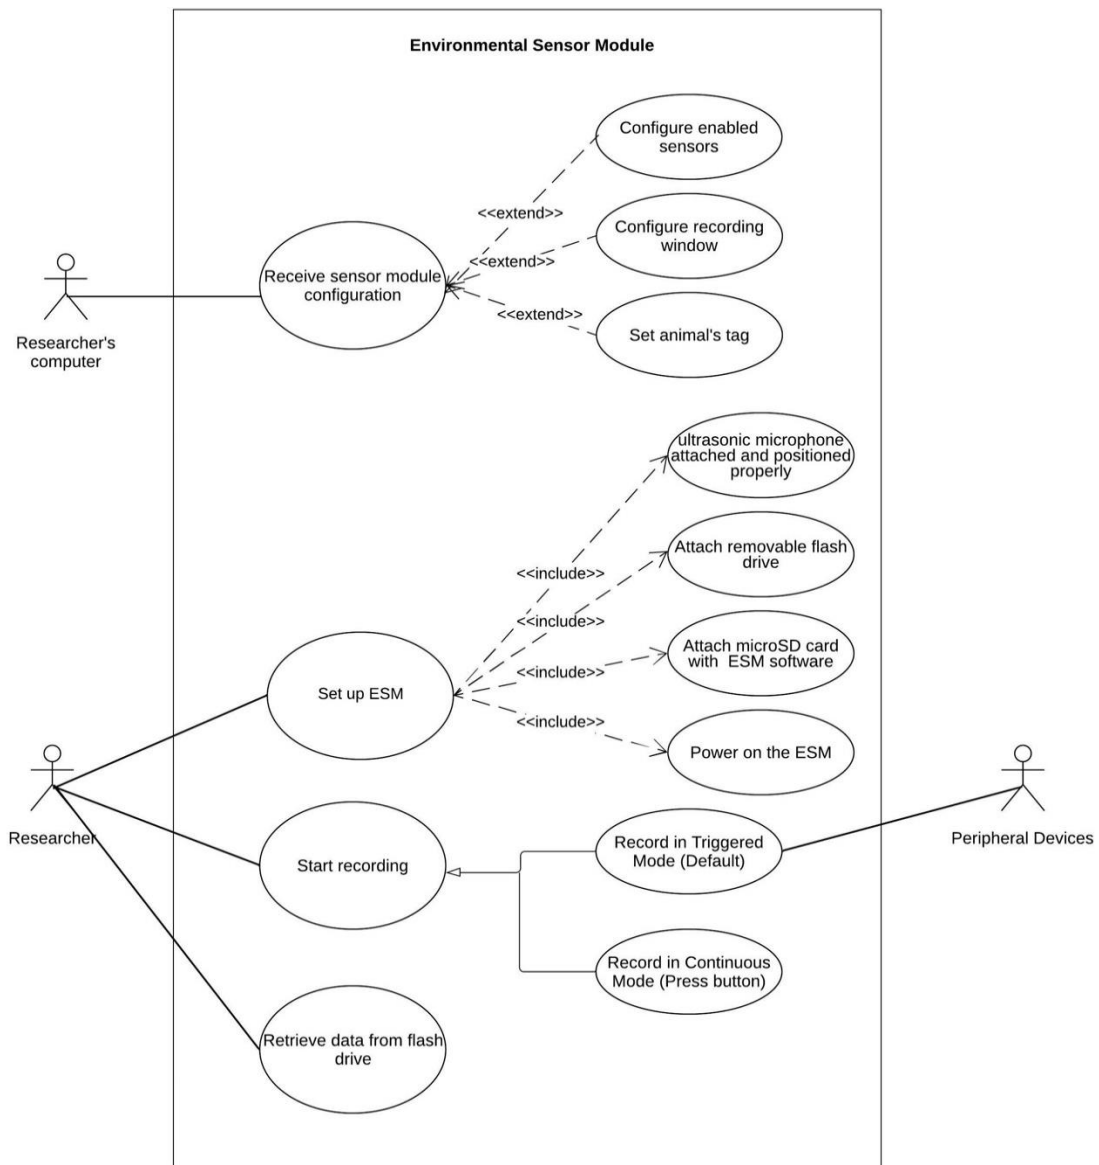 Environmental Sensor Module
Configure enabled
sensors
<<extend>>
Configure recording
window
<<extend>>
Receive sensor module
configuration
<<extend>>
Set animal's tag
Researcher's
computer
ultrasonic microphone
attached and positioned
properly
<<include>>
Attach removable flash
drive
<<include>>
Attach microSD card
with ESM software
<<include>>
Set up ESM
<<include>>
Power on the ESM
Researcher
Start recording
Record in Triggered
Mode (Default)
Peripheral Devices
Record in Continuous
Mode (Press button)
Retrieve data from flash
drive